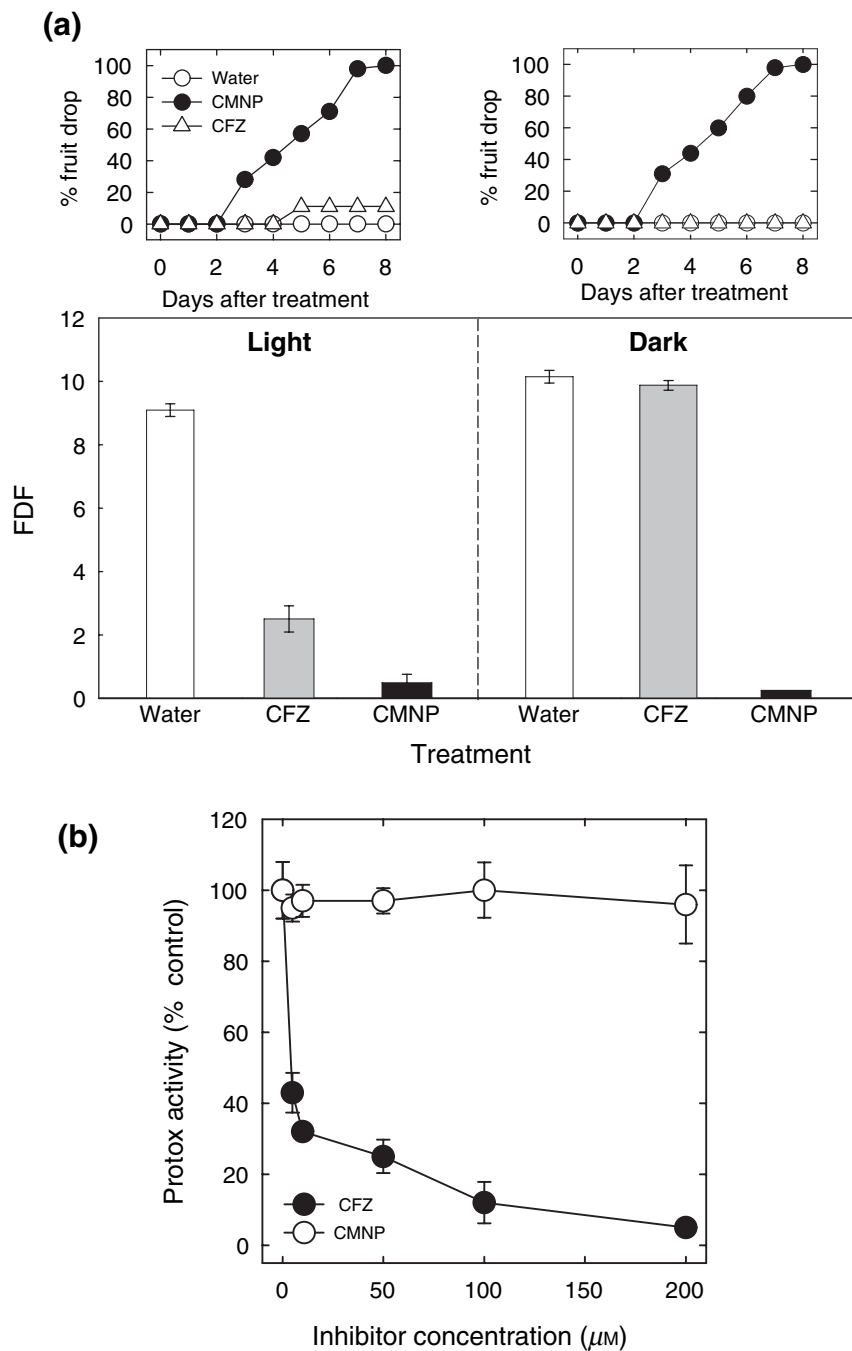 (a)
100
80
60
40
20
0
% fruit drop
Water
CMNP
CFZ
0 2 4 6 8
Days after treatment
100
80
60
40
20
0
% fruit drop
0 2 4 6 8
Days after treatment
12
10
8
6
4
2
0
FDF
Light
Dark
Water CFZ CMNP Water CFZ CMNP
Treatment
(b)
120
100
80
60
40
20
0
Protox activity (% control)
CFZ
CMNP
0 50 100 150 200
Inhibitor concentration (μM)